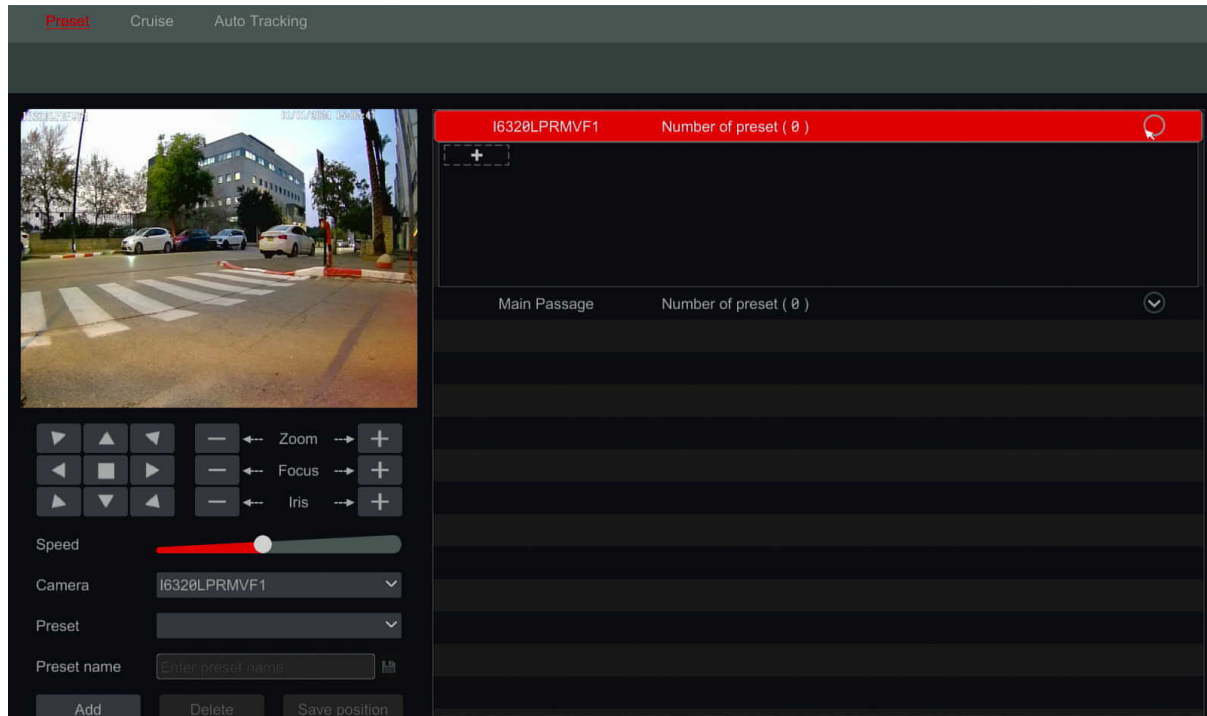 Preset Cruise Auto Tracking
I6320LPRMVF1 Number of preset ( 0 )
Main Passage Number of preset ( 0 )
Zoom
Focus
Iris
Speed
Camera I6320LPRMVF1
Preset
Preset name Enter preset name
Add Delete Save position